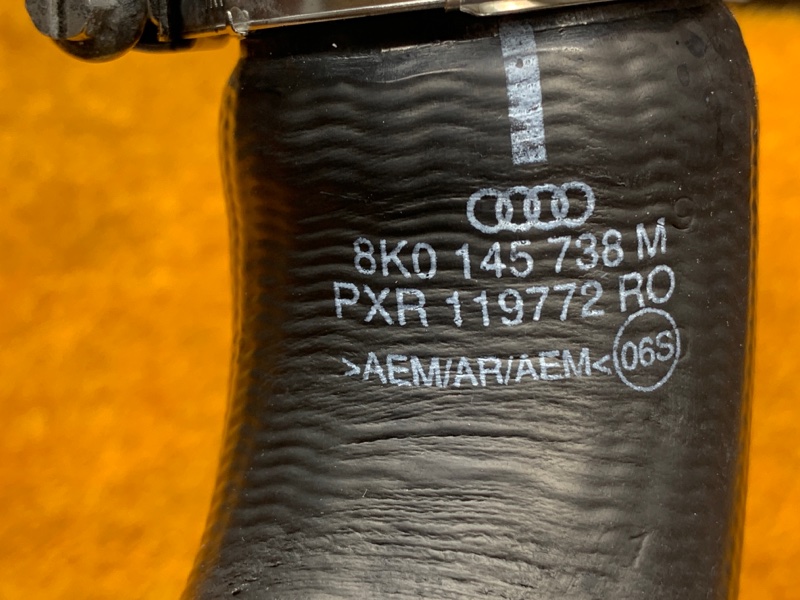 8K0 145 738 M
PXR 119772 RO
>AEM/AR/AEM< 06S